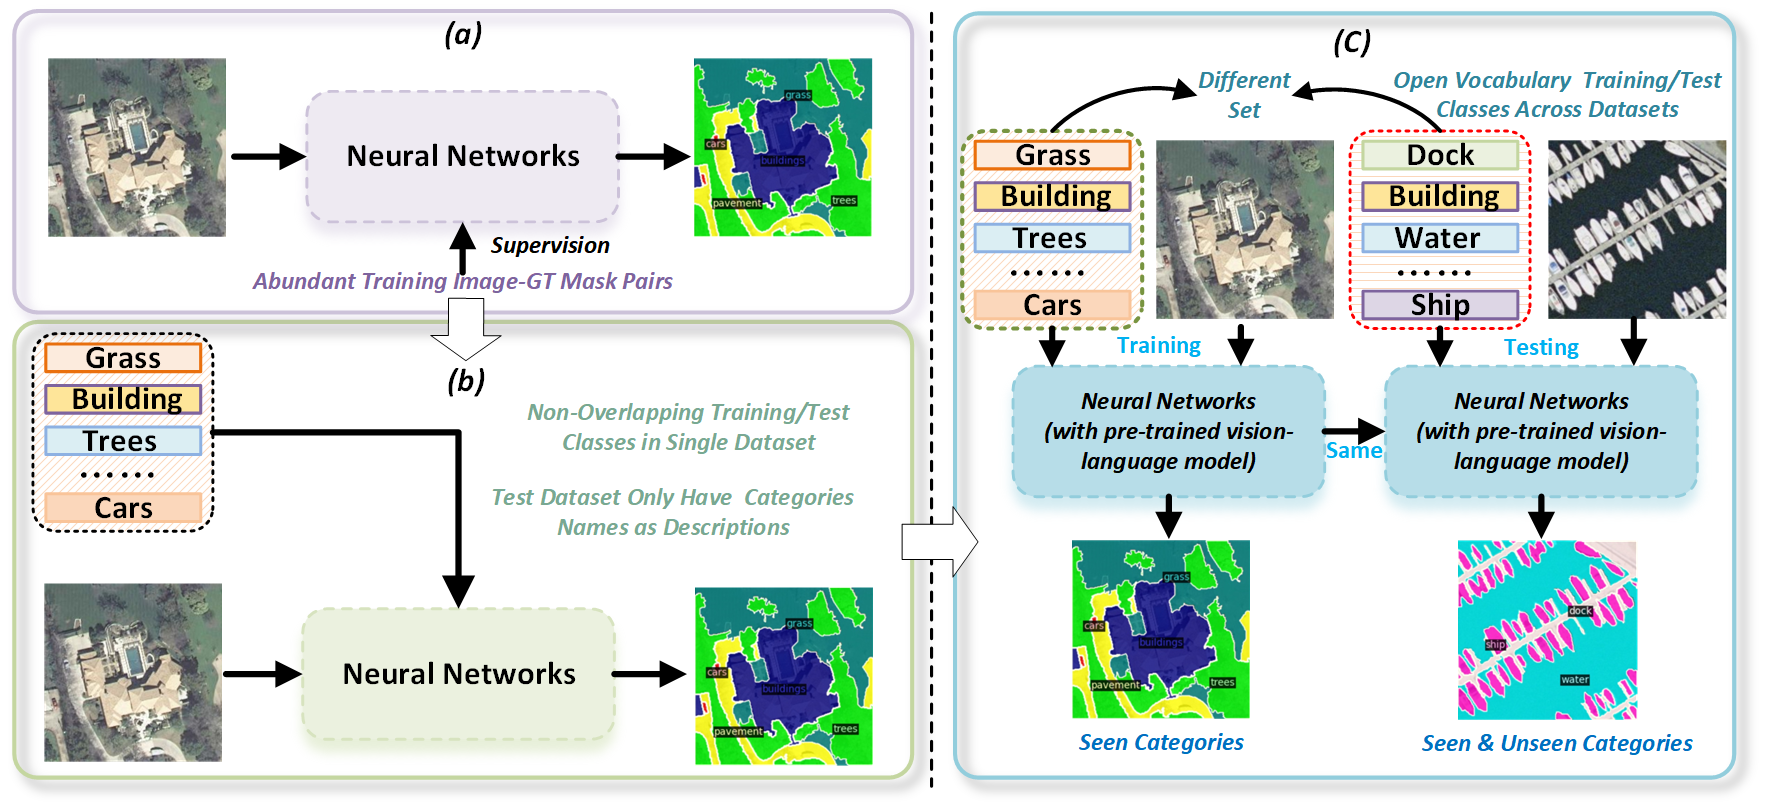 (a)
grass
cars
buildings
pavement
trees
Neural Networks
Supervision
Abundant Training Image-GT Mask Pairs
(b)
Grass
Building
Trees
......
Cars
Non-Overlapping Training/Test
Classes in Single Dataset
Test Dataset Only Have Categories
Names as Descriptions
Neural Networks
grass
cars
buildings
pavement
trees
(C)
Different
Set
Open Vocabulary Training/Test
Classes Across Datasets
Grass
Building
Trees
......
Cars
Dock
Building
Water
......
Ship
Training
Testing
Neural Networks
(with pre-trained vision-
language model)
Same
Neural Networks
(with pre-trained vision-
language model)
grass
cars
buildings
pavement
trees
dock
ship
water
Seen Categories
Seen & Unseen Categories